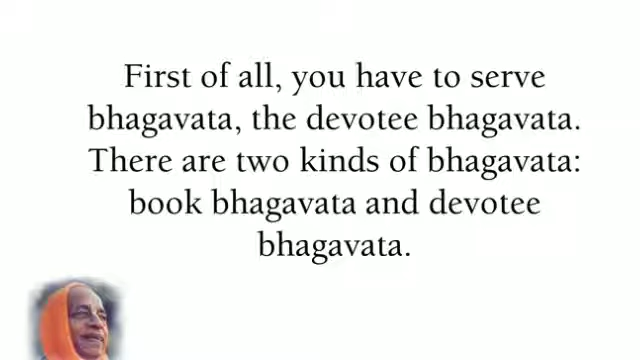 First of all, you have to serve
bhagavata, the devotee bhagavata.
There are two kinds of bhagavata:
book bhagavata and devotee
bhagavata.